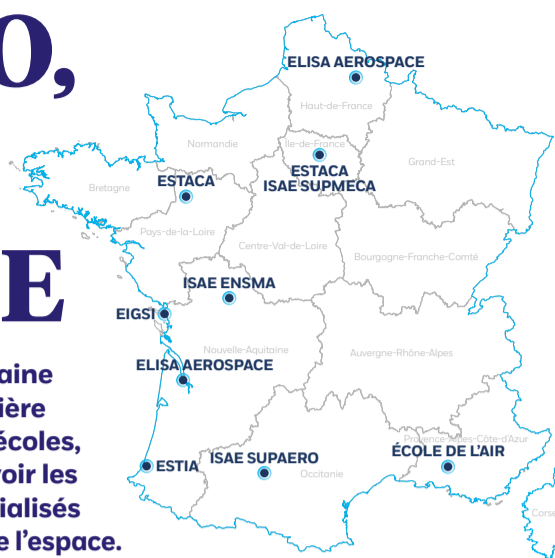 O,
E
aine
ière
écoles,
oir les
ialisés
e l'espace.
ELISA AEROSPACE
Haut-de-France
Normandie
Ile-de-France
ESTACA
ISAE SUPMECA
Grand-Est
Bretagne
ESTACA
Pays-de-la-Loire
Centre-Val-de-Loire
Bourgogne-Franche-Comté
ISAE ENSMA
EIGSI
Nouvelle-Aquitaine
Auvergne-Rhône-Alpes
ELISA AEROSPACE
Provence-Alpes-Côte-d'Azur
ÉCOLE DE L'AIR
ESTIA
ISAE SUPAERO
Occitanie
Corse